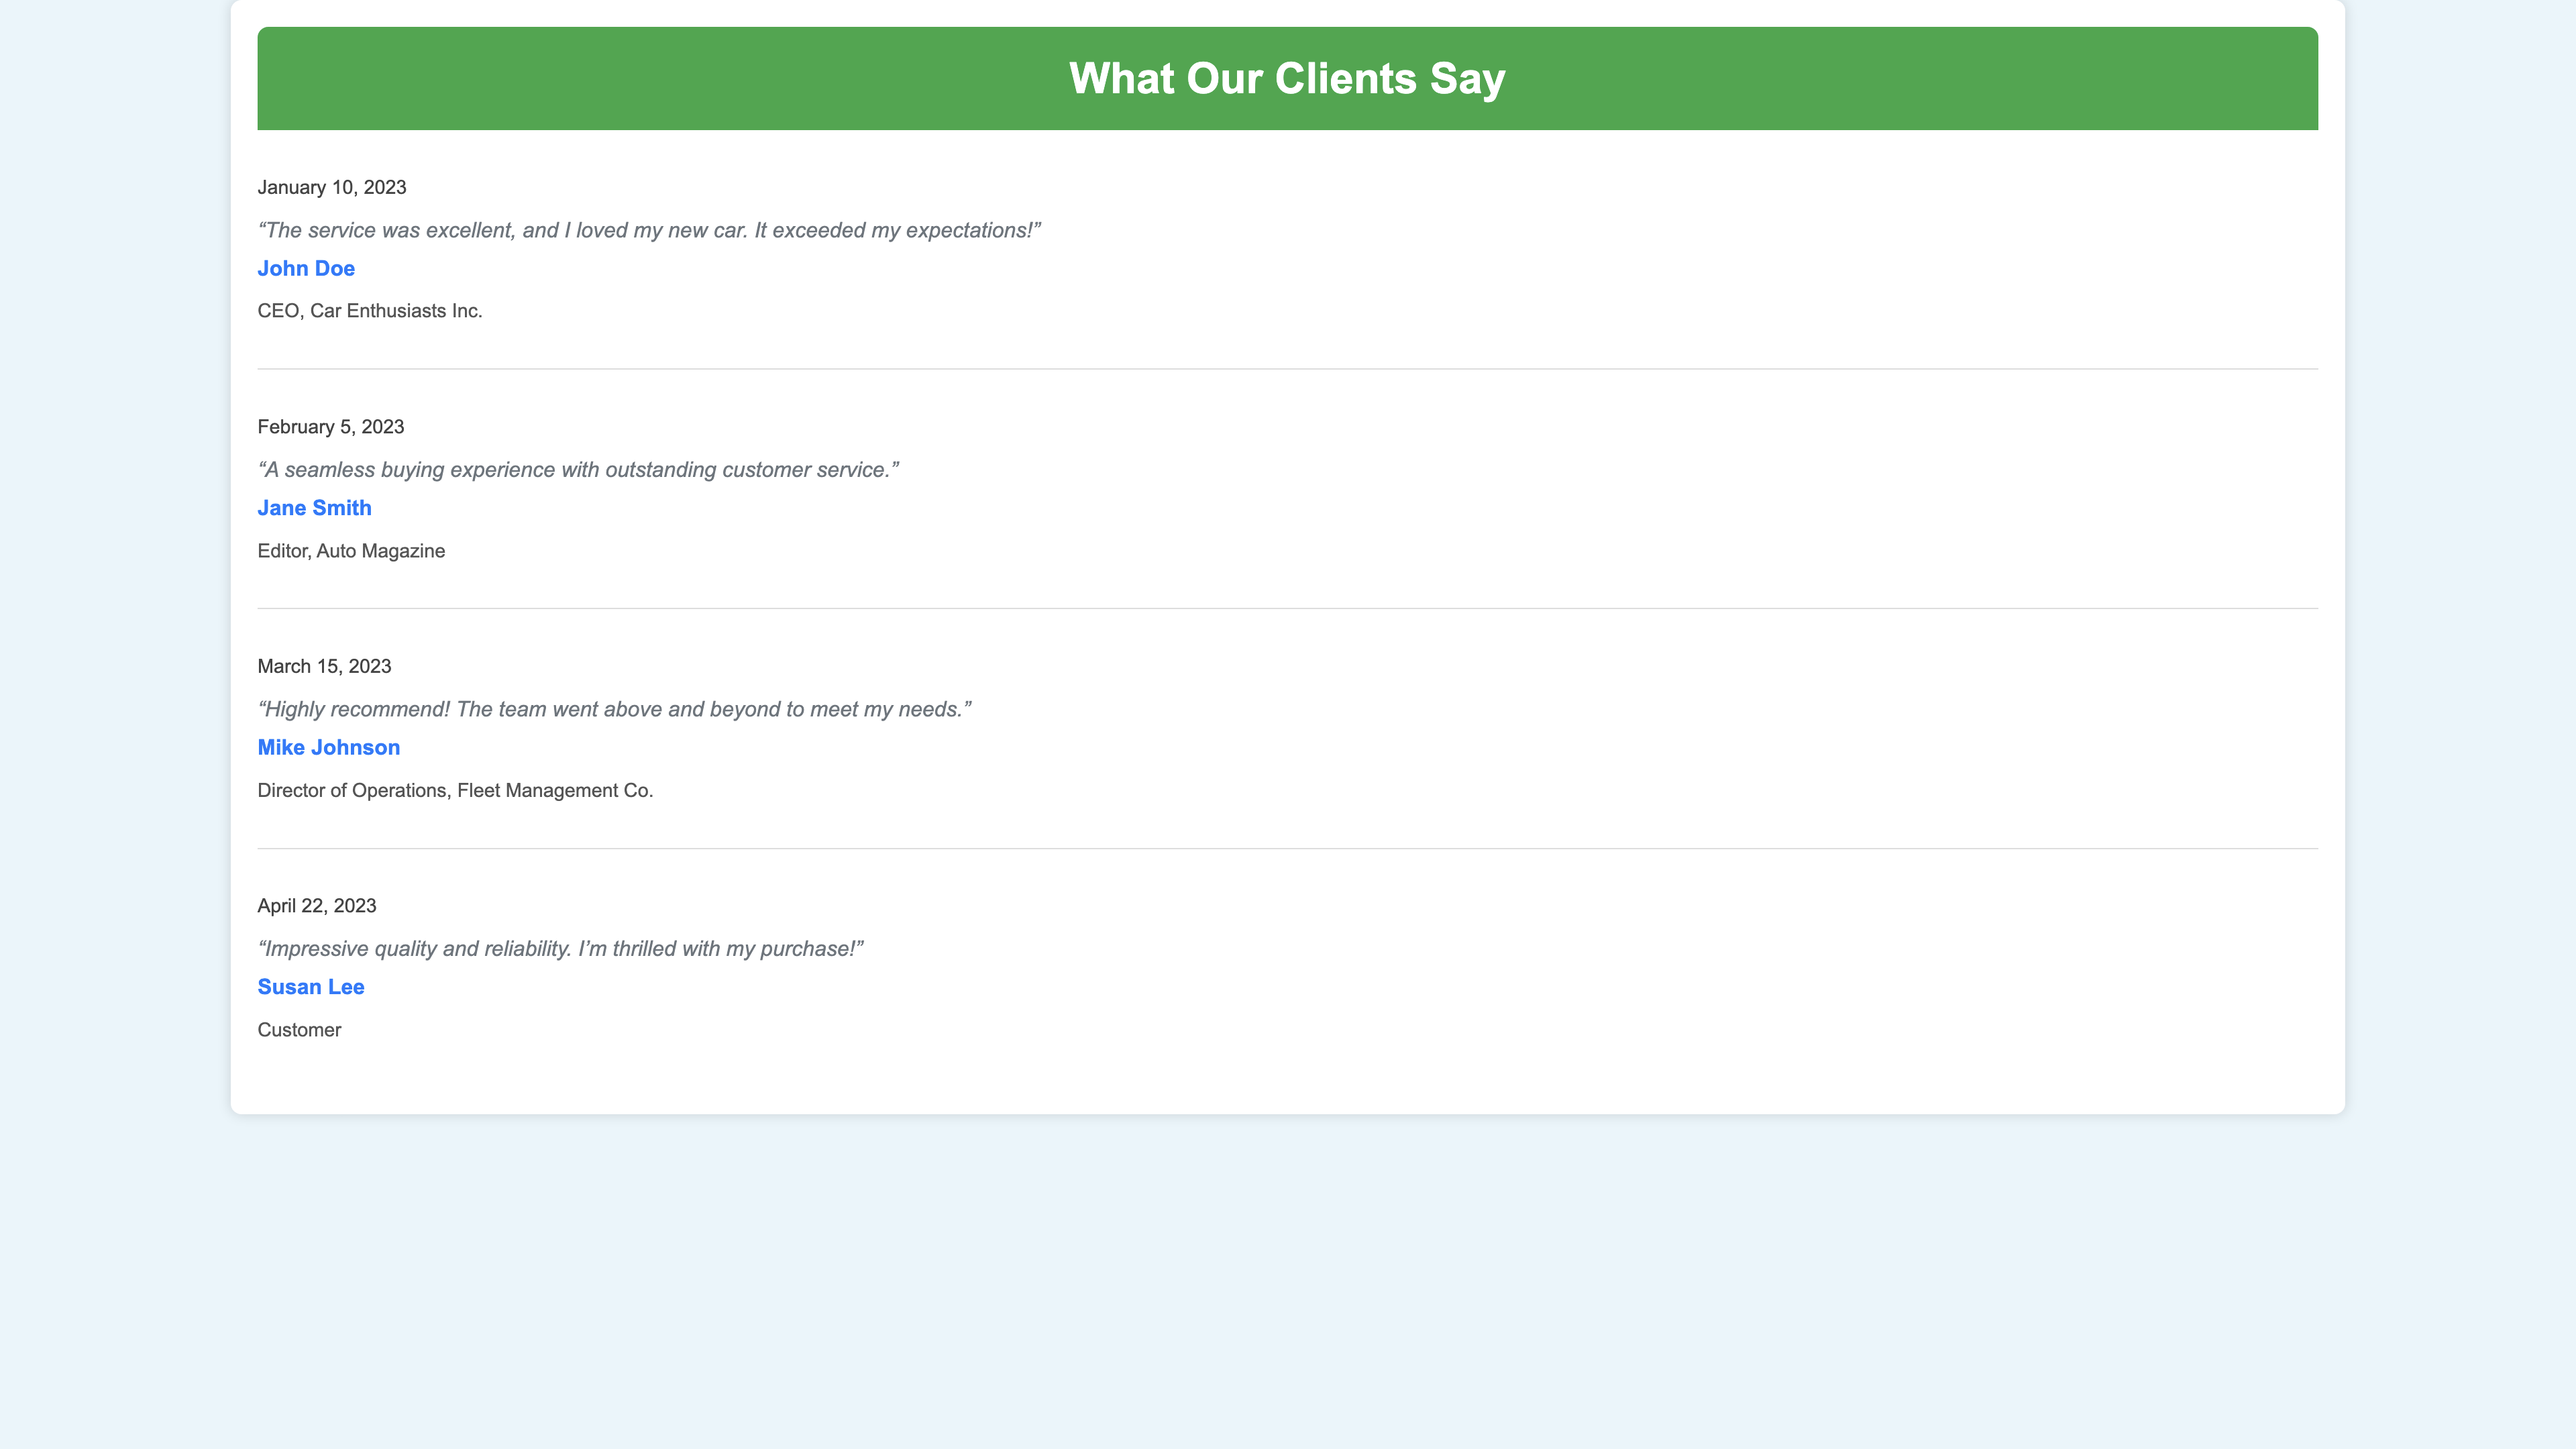 What Our Clients Say
January 10, 2023
“The service was excellent, and I loved my new car. It exceeded my expectations!”
John Doe
CEO, Car Enthusiasts Inc.
February 5, 2023
“A seamless buying experience with outstanding customer service.”
Jane Smith
Editor, Auto Magazine
March 15, 2023
“Highly recommend! The team went above and beyond to meet my needs.”
Mike Johnson
Director of Operations, Fleet Management Co.
April 22, 2023
“Impressive quality and reliability. I’m thrilled with my purchase!”
Susan Lee
Customer